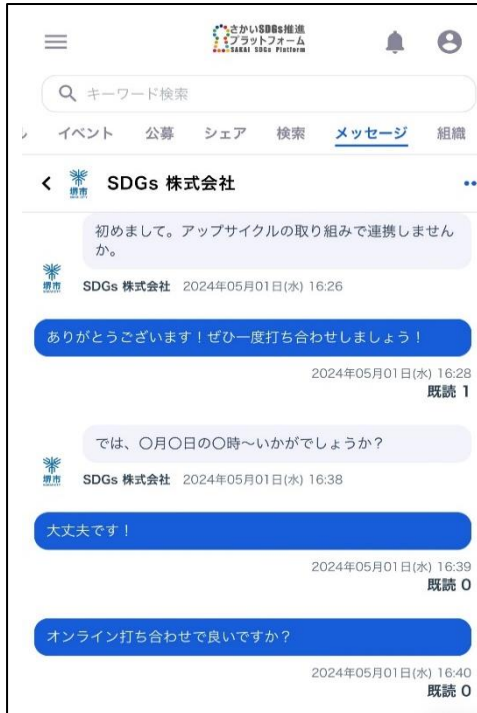 さかいSDGs推進
プラットフォーム
SAKAI SDGs Platform
キーワード検索
イベント 公募 シェア 検索 メッセージ 組織
堺市
SDGs 株式会社
初めまして。アップサイクルの取り組みで連携しません
か。
堺市
SDGs 株式会社 2024年05月01日(水) 16:26
ありがとうございます！ぜひ一度打ち合わせしましょう！
2024年05月01日(水) 16:28
既読 1
では、〇月〇日の〇時～いかがでしょうか？
堺市
SDGs 株式会社 2024年05月01日(水) 16:38
大丈夫です！
2024年05月01日(水) 16:39
既読 0
オンライン打ち合わせで良いですか？
2024年05月01日(水) 16:40
既読 0